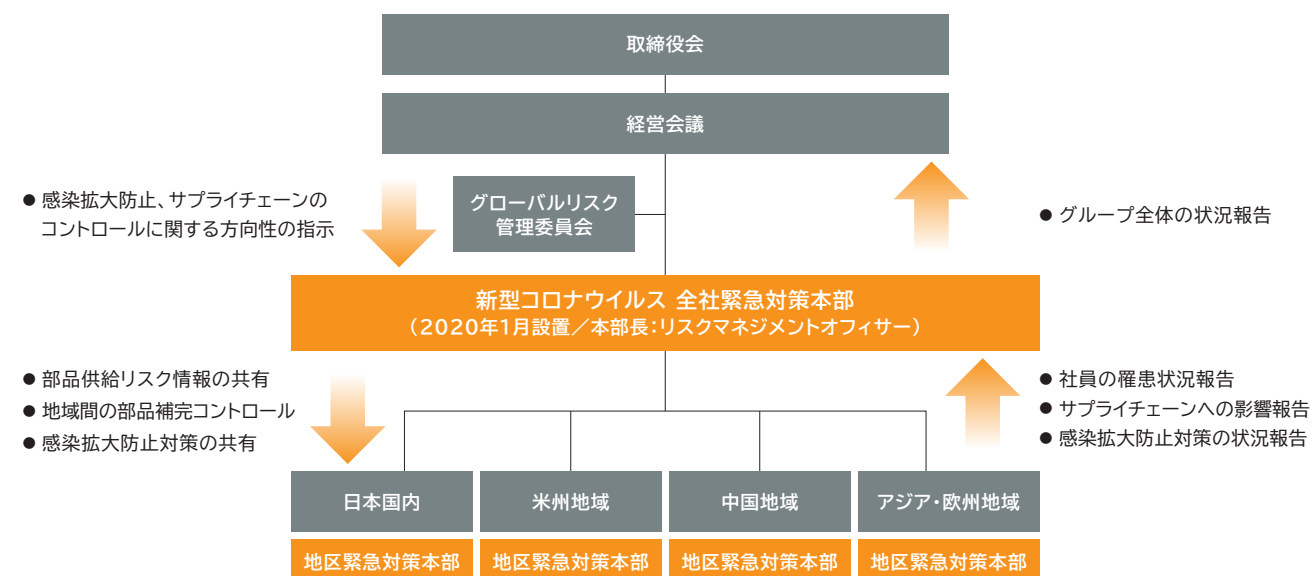 取締役会
経営会議
● 感染拡大防止、サプライチェーンの
コントロールに関する方向性の指示
グローバルリスク
管理委員会
● グループ全体の状況報告
新型コロナウイルス 全社緊急対策本部
（2020年1月設置／本部長：リスクマネジメントオフィサー）
● 部品供給リスク情報の共有
● 地域間の部品補完コントロール
● 感染拡大防止対策の共有
● 社員の罹患状況報告
● サプライチェーンへの影響報告
● 感染拡大防止対策の状況報告
日本国内
米州地域
中国地域
アジア・欧州地域
地区緊急対策本部
地区緊急対策本部
地区緊急対策本部
地区緊急対策本部